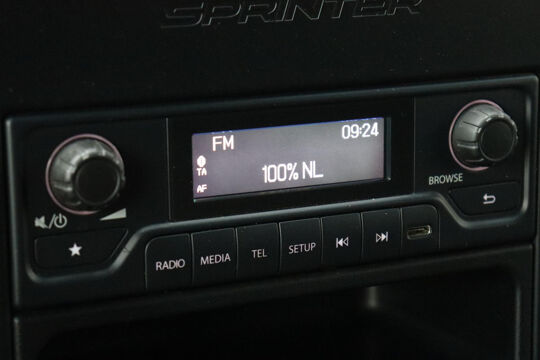 SPRINTER
FM 09:24
TA
100% NL
AF
BROWSE
RADIO MEDIA TEL SETUP